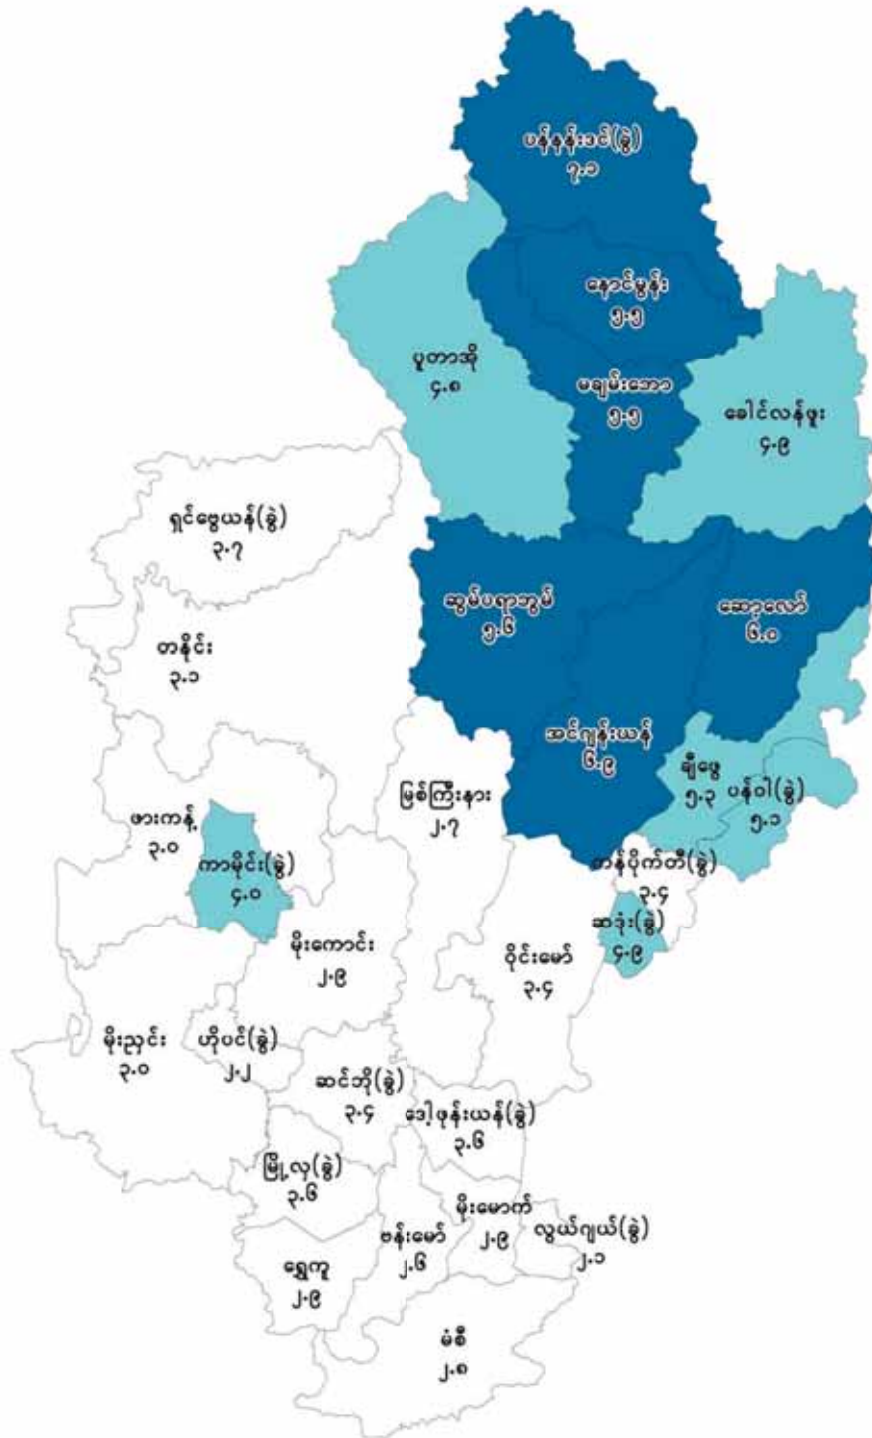 ပန်နန်းဒင်(ခွဲ)
၇.၁
နောင်မွန်း
၅.၅
ပူတာအို
၄.၈
မချမ်းဘော
၅.၅
ခေါင်လန်ဖူး
၄.၉
ရှင်ဗွေယန်(ခွဲ)
၃.၇
ဆွမ်ပရာဘွမ်
၅.၆
ဆော့လော်
၆.၀
တနိုင်း
၃.၁
အင်ဂျန်းယန်
၆.၉
ချီဖွေ
၅.၃
ပန်ဝါ(ခွဲ)
၅.၁
မြစ်ကြီးနား
၂.၇
ဖားကန့်
၃.၀
ကာမိုင်း(ခွဲ)
၄.၀
ကန်ပိုက်တီ(ခွဲ)
၃.၄
ဆဒုံး(ခွဲ)
၄.၉
မိုးကောင်း
၂.၉
ဝိုင်းမော်
၃.၄
မိုးညှင်း
၃.၀
ဟိုပင်(ခွဲ)
၂.၂
ဆင်ဘို(ခွဲ)
၃.၄
ဒေါ့ဖုန်းယန်(ခွဲ)
၃.၆
မြို့လှ(ခွဲ)
၃.၆
မိုးမောက်
၂.၉
ဗန်းမော်
၂.၆
လွယ်ဂျယ်(ခွဲ)
၂.၁
ရွှေကူ
၂.၉
မံစီ
၂.၈